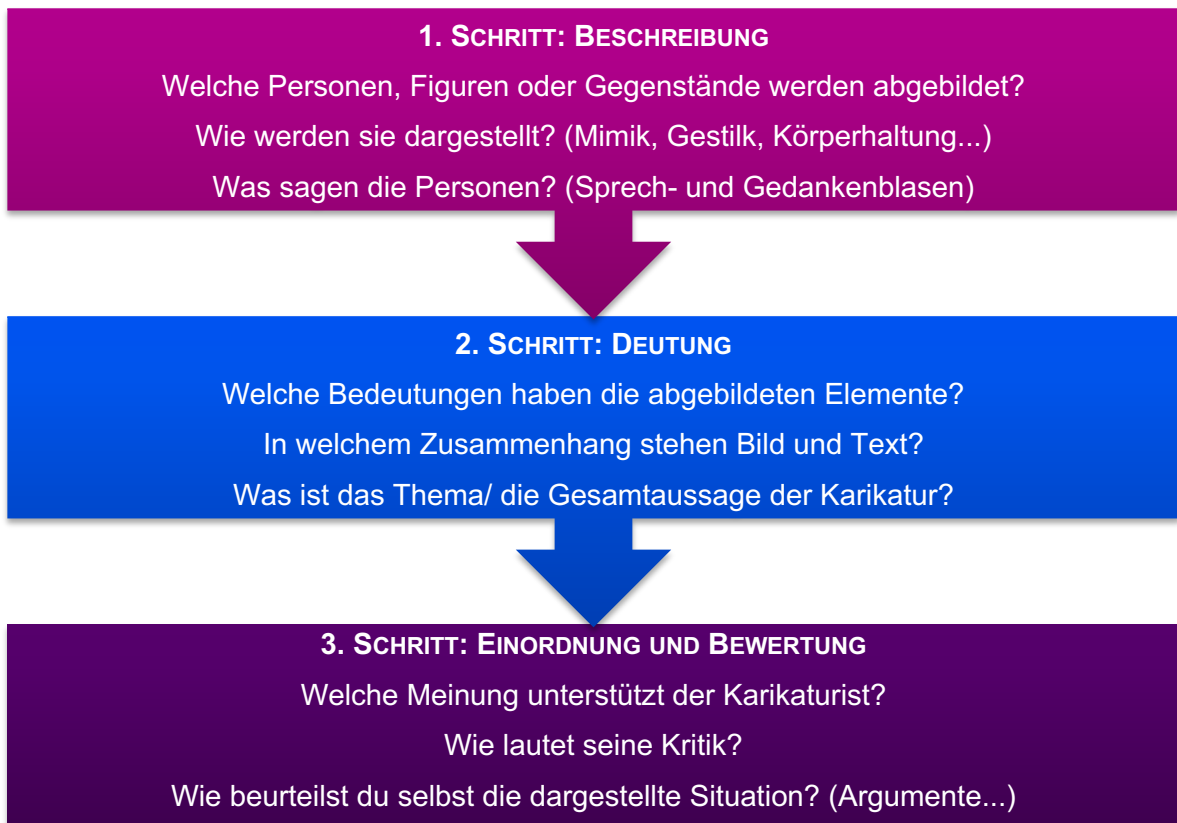 1. SCHRITT: BESCHREIBUNG
Welche Personen, Figuren oder Gegenstände werden abgebildet?
Wie werden sie dargestellt? (Mimik, Gestilk, Körperhaltung...)
Was sagen die Personen? (Sprech- und Gedankenblasen)
2. SCHRITT: DEUTUNG
Welche Bedeutungen haben die abgebildeten Elemente?
In welchem Zusammenhang stehen Bild und Text?
Was ist das Thema/ die Gesamtaussage der Karikatur?
3. SCHRITT: EINORDNUNG UND BEWERTUNG
Welche Meinung unterstützt der Karikaturist?
Wie lautet seine Kritik?
Wie beurteilst du selbst die dargestellte Situation? (Argumente...)